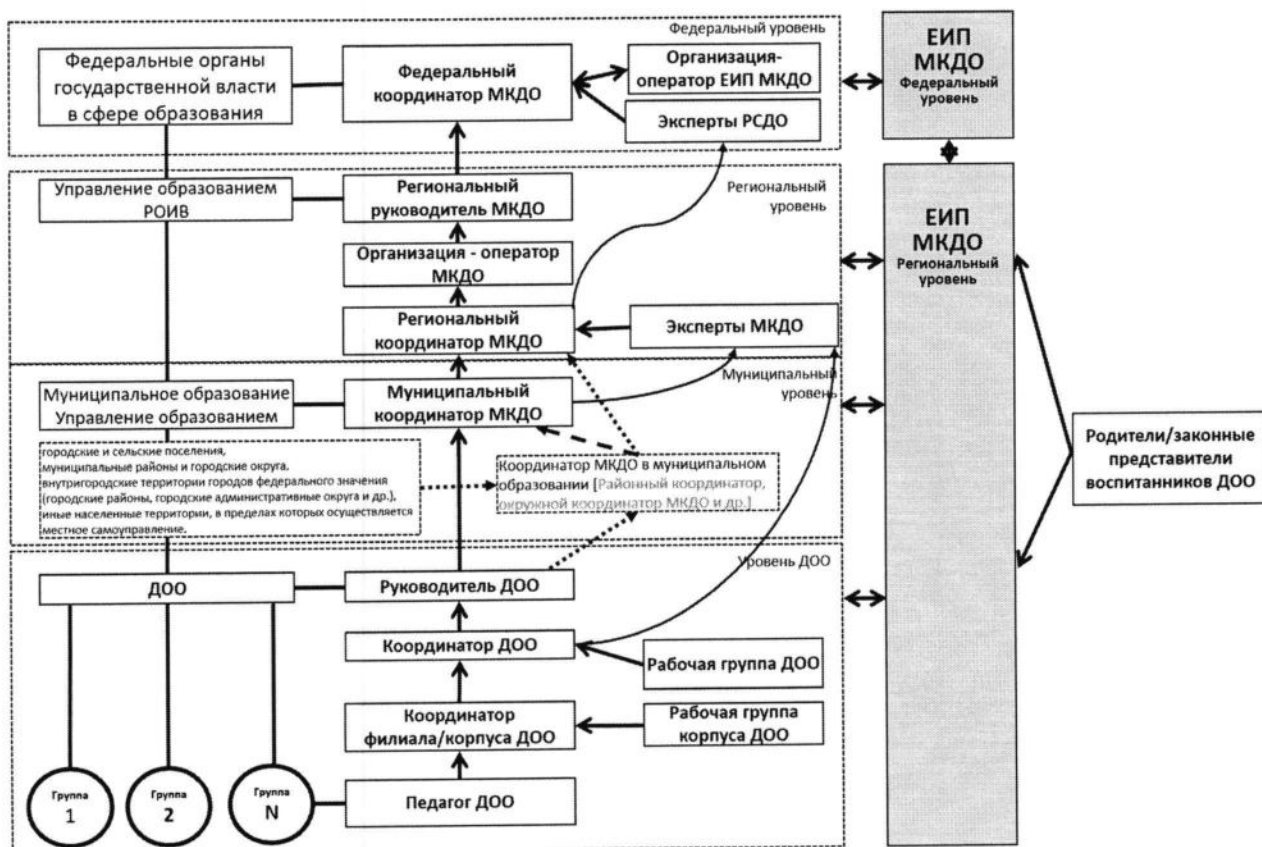 Федеральный уровень
Федеральные органы
государственной власти
в сфере образования
Федеральный
координатор МКДО
Организация-
оператор ЕИП МКДО
Эксперты РСДО
ЕИП
МКДО
Федеральный
уровень
Управление образованием
РОИВ
Региональный
руководитель МКДО
Региональный
уровень
Организация - оператор
МКДО
Региональный
координатор МКДО
Эксперты МКДО
ЕИП
МКДО
Региональный
уровень
Муниципальное образование
Управление образованием
Муниципальный
координатор МКДО
Муниципальный
уровень
городские и сельские поселения,
муниципальные районы и городские округа,
внутригородские территории городов федерального значения
(городские районы, городские административные округа и др.),
иные населенные территории, в пределах которых осуществляется
местное самоуправление.
Координатор МКДО в муниципальном
образовании [Районный координатор,
окружной координатор МКДО и др.]
Родители/законные
представители
воспитанников ДОО
Уровень ДОО
ДОО
Руководитель ДОО
Координатор ДОО
Рабочая группа ДОО
Координатор
филиала/корпуса ДОО
Рабочая группа
корпуса ДОО
Группа
1
Группа
2
Группа
N
Педагог ДОО